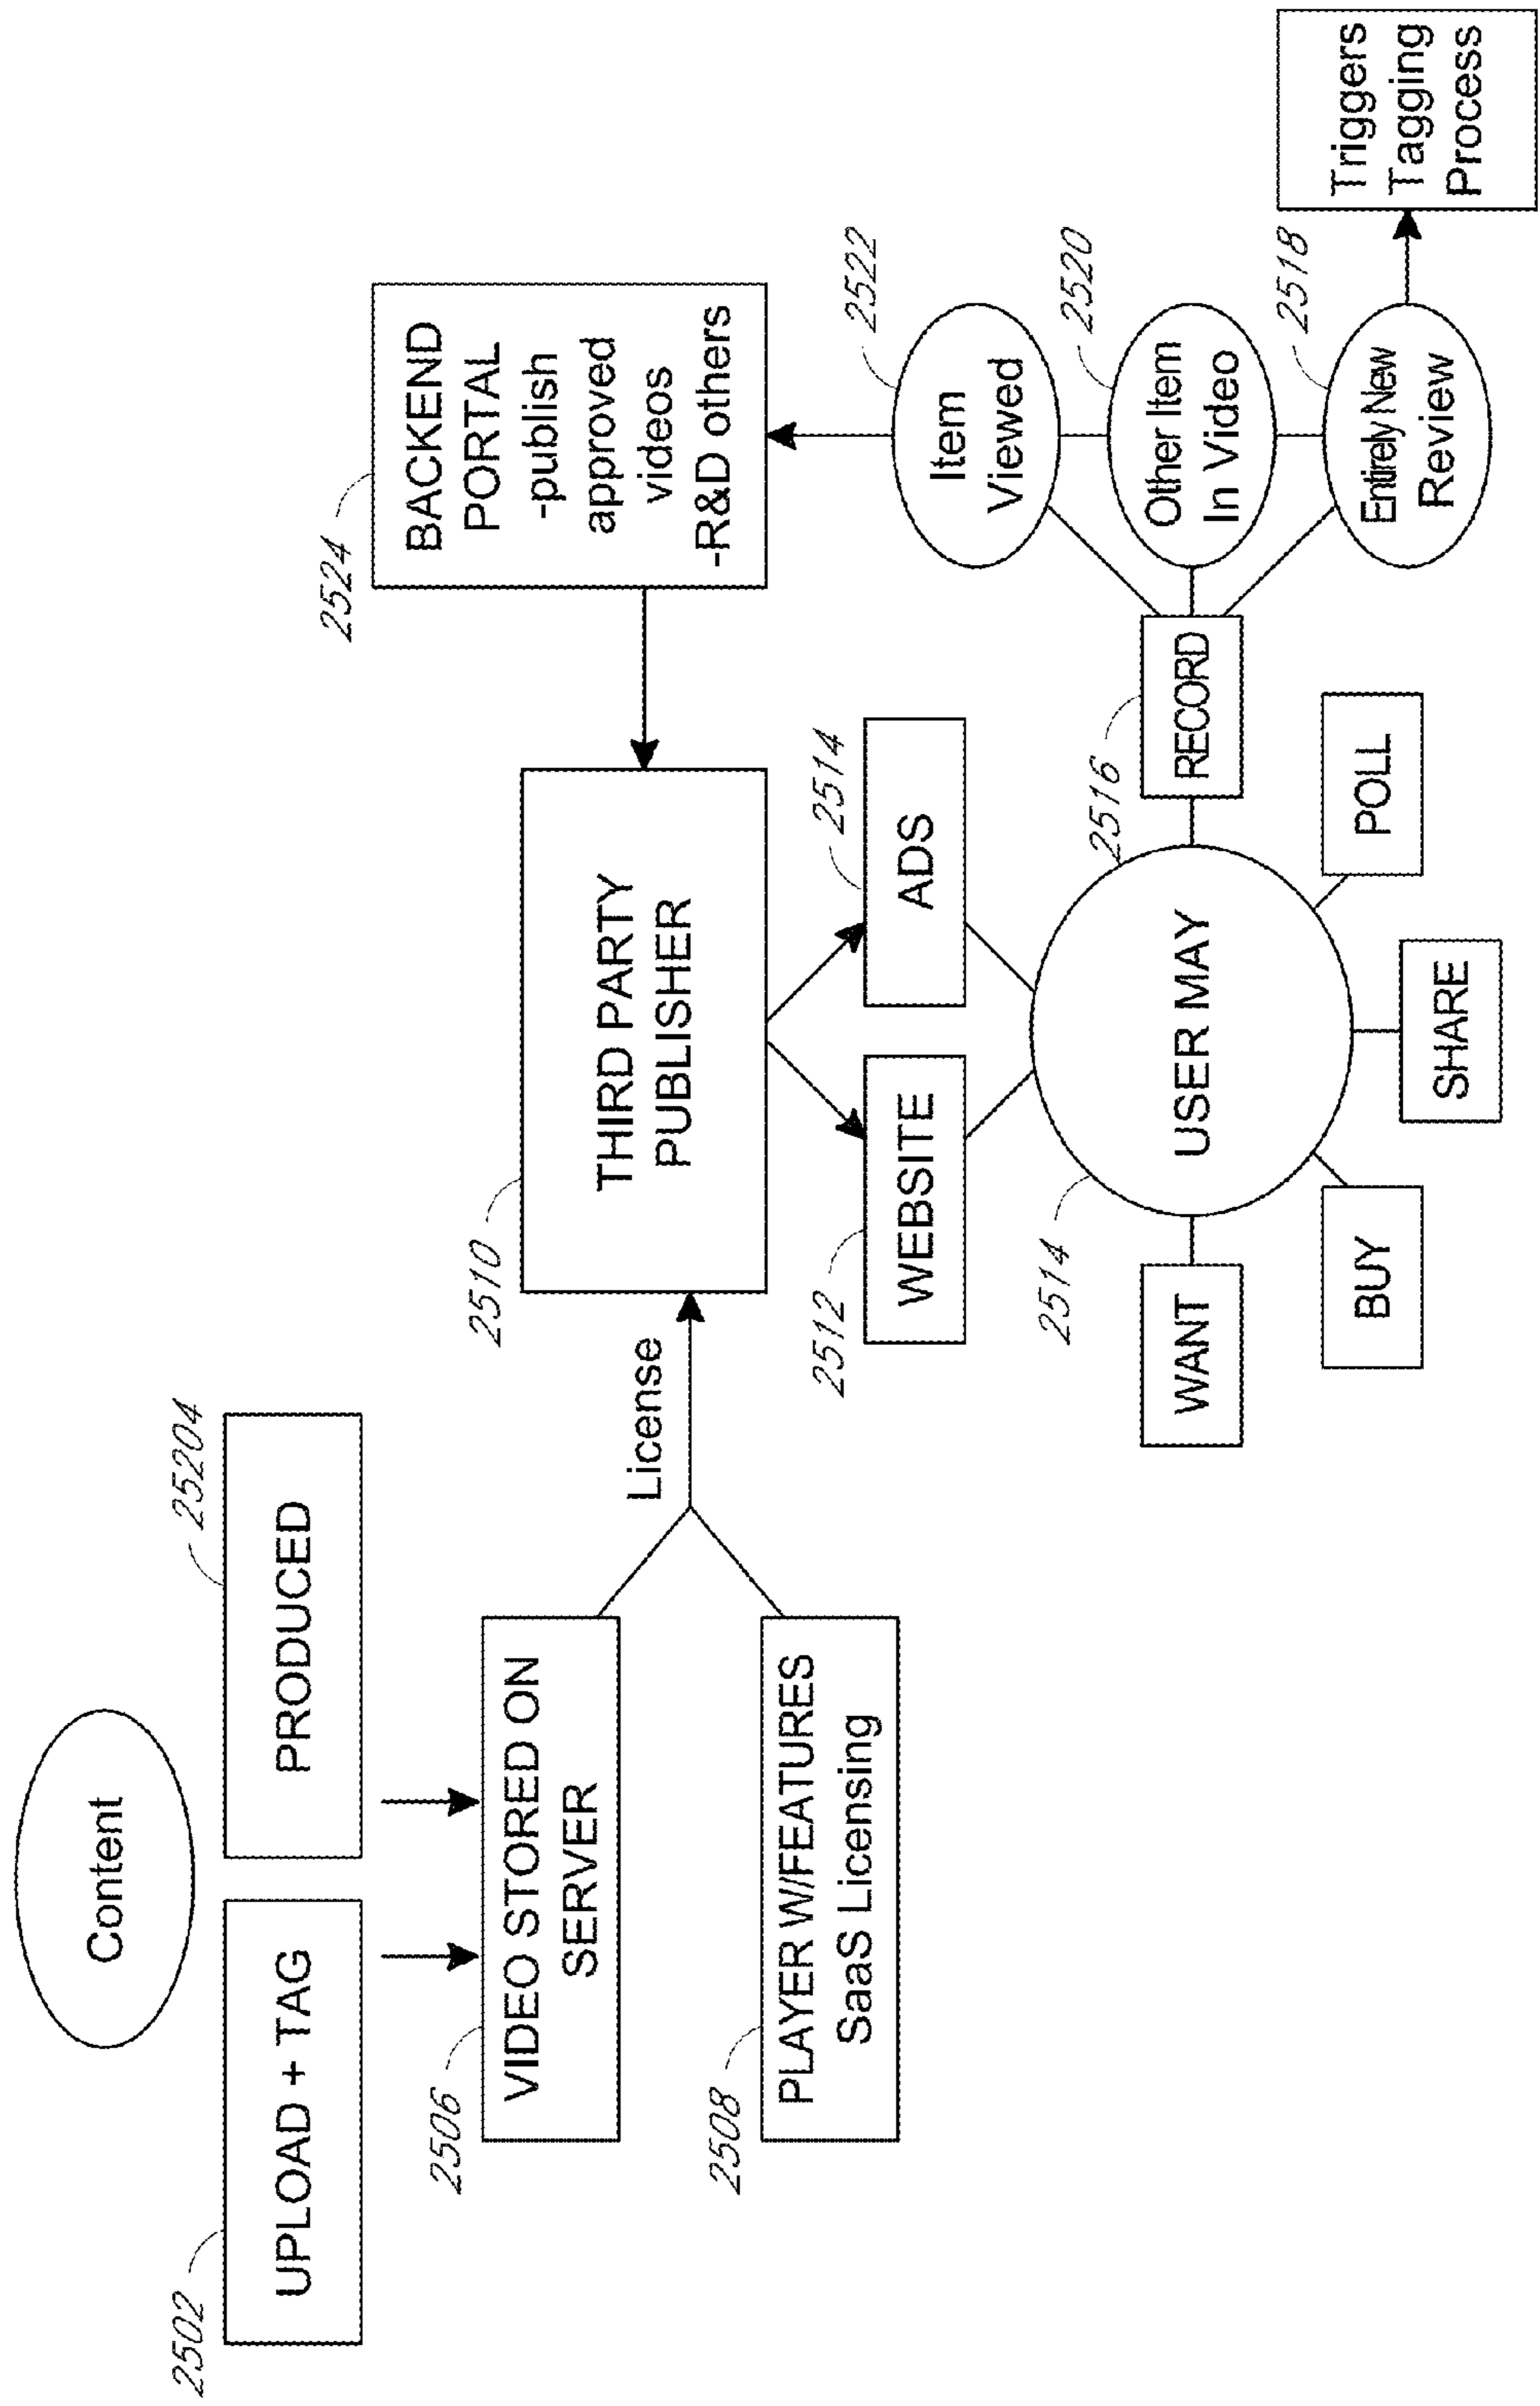 Content
2502
UPLOAD + TAG
25204
PRODUCED
2506
VIDEO STORED ON
SERVER
2508
PLAYER W/FEATURES
SaaS Licensing
License
2510
THIRD PARTY
PUBLISHER
2524
BACKEND
PORTAL
-publish
approved
videos
-R&D others
2512
WEBSITE
2514
ADS
2514
USER MAY
WANT
BUY
SHARE
POLL
2516
RECORD
2522
Item
Viewed
2520
Other Item
In Video
2518
Entirely New
Review
Triggers
Tagging
Process